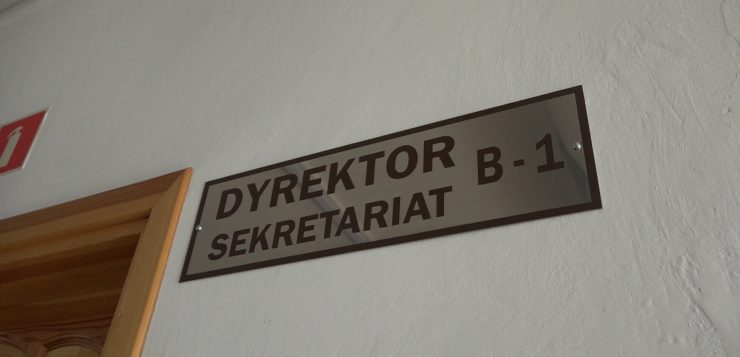 DYREKTOR
SEKRETARIAT
B - 1